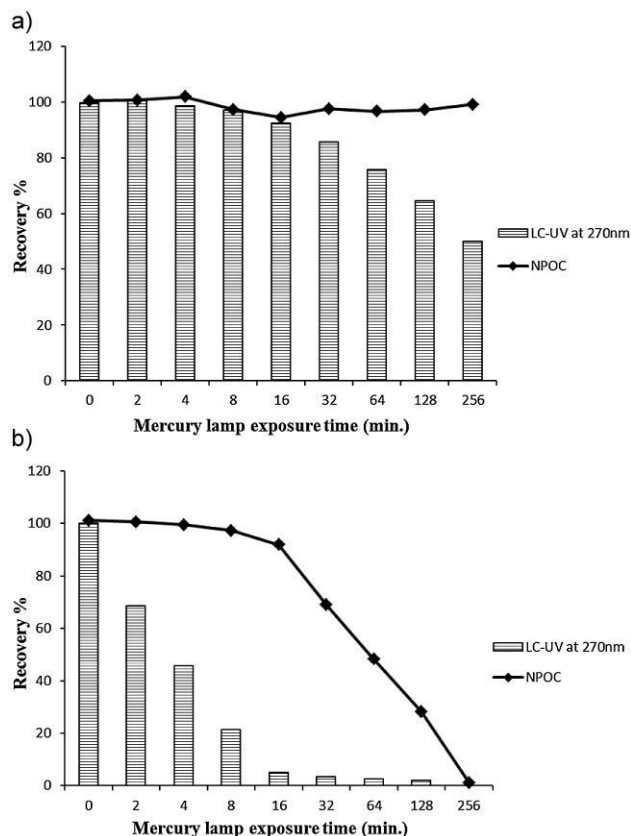 a)
120
100
80
60
40
20
0
Recovery %
LC-UV at 270nm
NPOC
0 2 4 8 16 32 64 128 256
Mercury lamp exposure time (min.)
b)
120
100
80
60
40
20
0
Recovery %
LC-UV at 270nm
NPOC
0 2 4 8 16 32 64 128 256
Mercury lamp exposure time (min.)